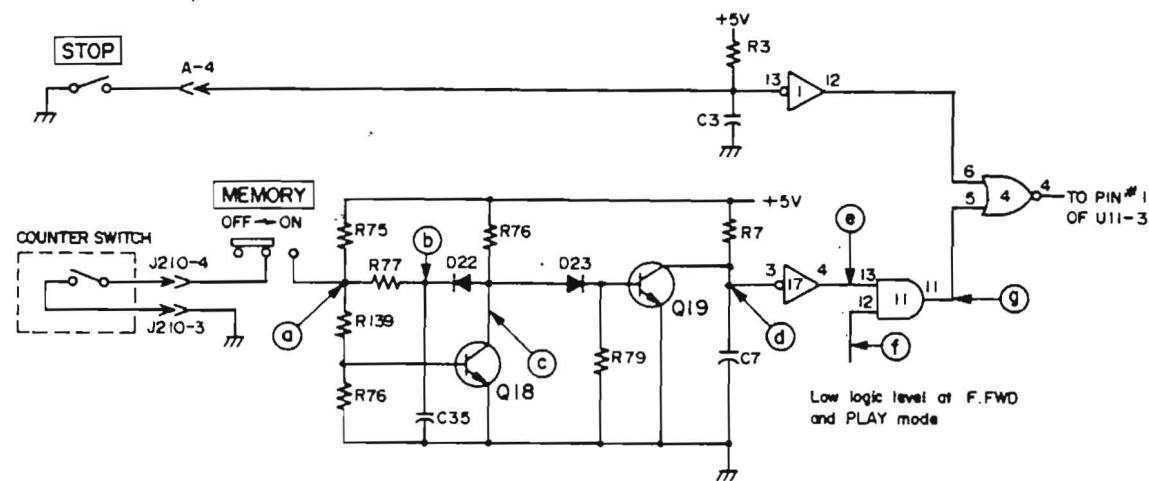 +5V
STOP
A-4
R3
13
1
12
C3
6
4
4
TO PIN #1
OF U11-3
5
MEMORY
OFF ON
+5V
COUNTER SWITCH
J210-4
J210-3
R75
b
R76
R7
R77
D22
D23
e
a
R139
c
Q19
d
3
17
4
13
11
11
12
g
R76
Q18
R79
C7
f
C35
Low logic level at F.FWD
and PLAY mode